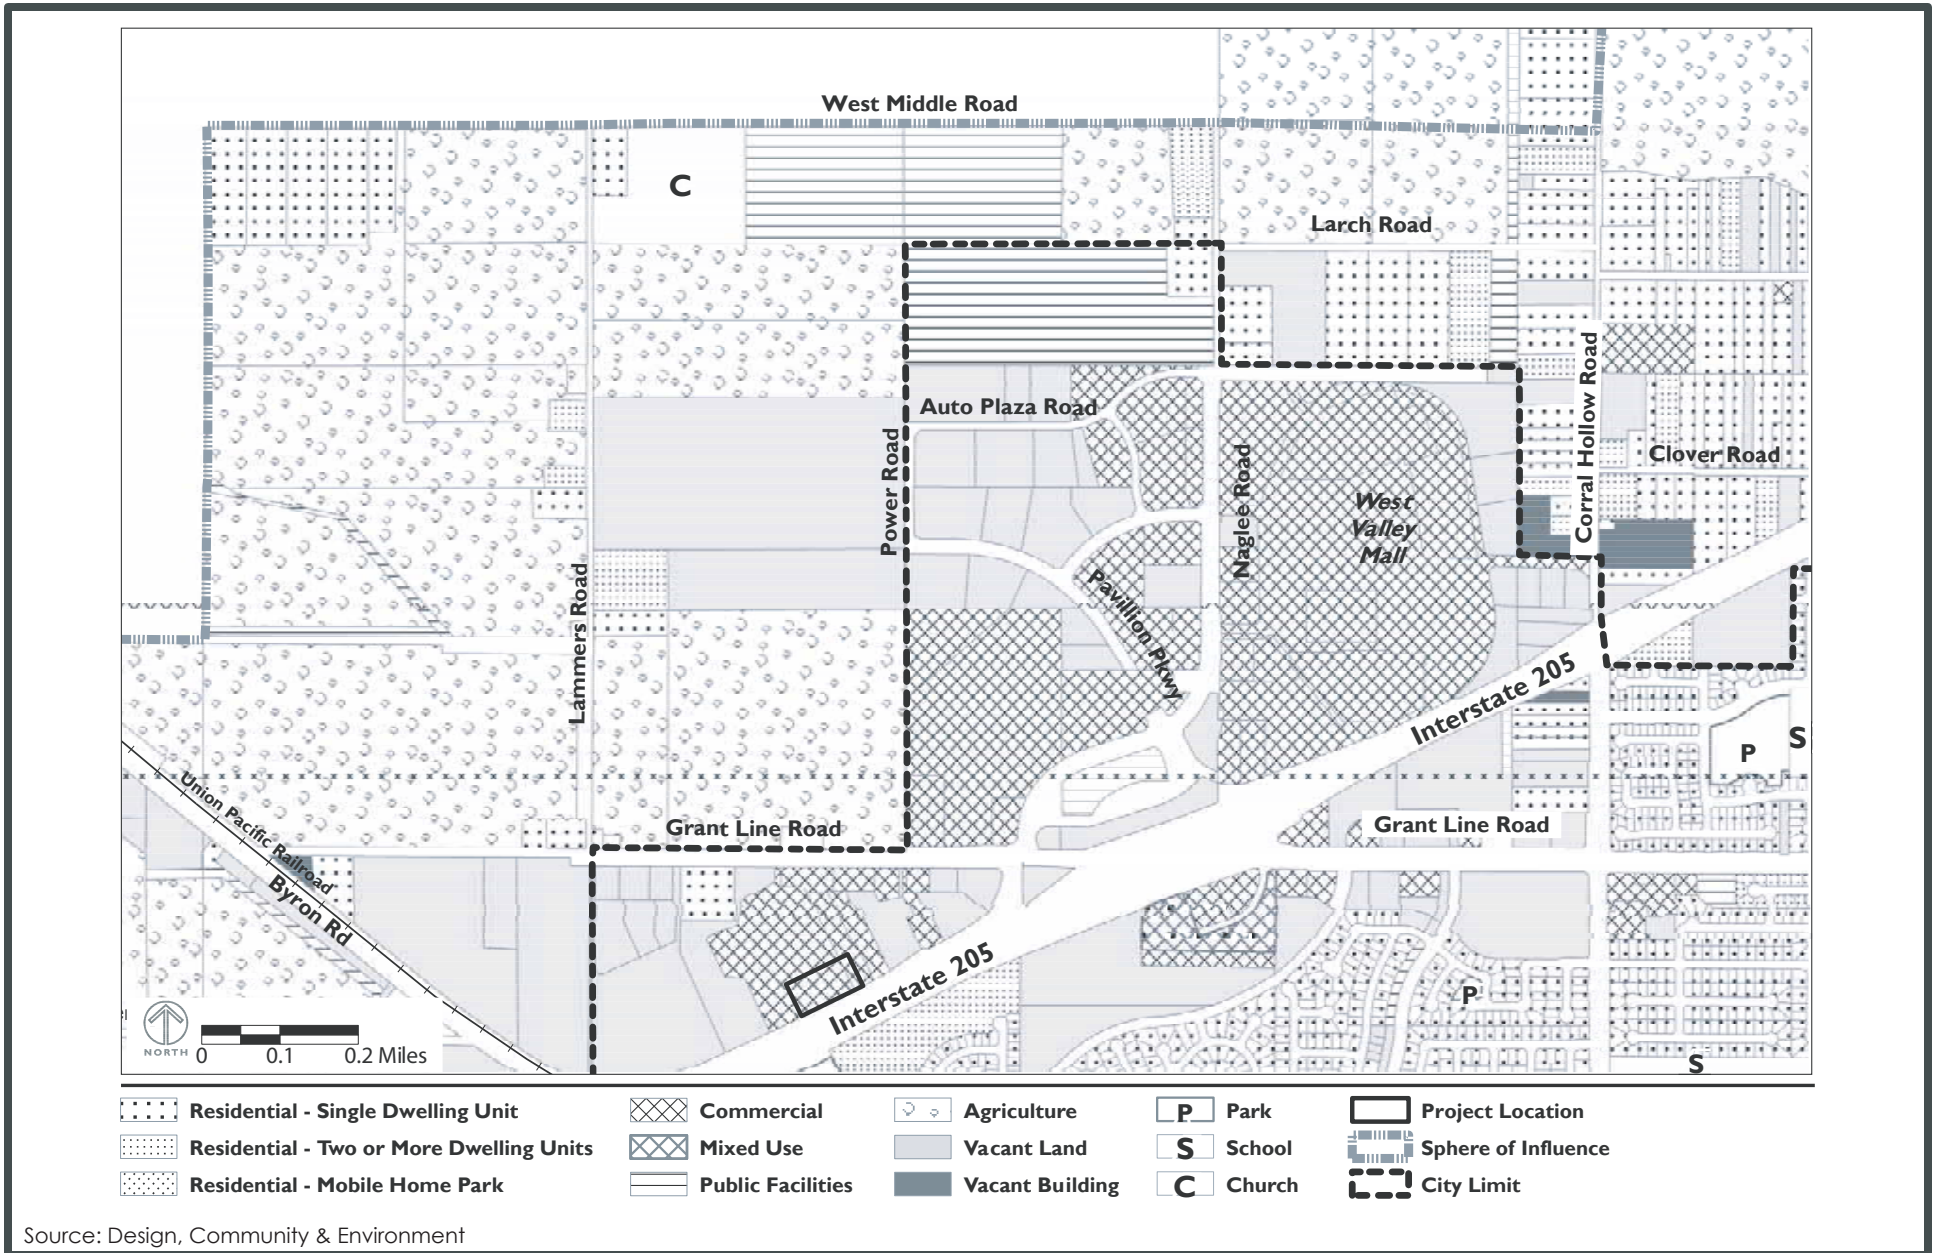 West Middle Road
C
Larch Road
Auto Plaza Road
Power Road
Naglee Road
Corral Hollow Road
Clover Road
West
Valley
Mall
Pavillion Pkwy
Lammers Road
Interstate 205
P
S
Union Pacific Railroad
Byron Rd
Grant Line Road
Grant Line Road
Interstate 205
P
S
NORTH
0 0.1 0.2 Miles
Residential - Single Dwelling Unit
Residential - Two or More Dwelling Units
Residential - Mobile Home Park
Commercial
Mixed Use
Public Facilities
Agriculture
Vacant Land
Vacant Building
P Park
S School
C Church
Project Location
Sphere of Influence
City Limit
Source: Design, Community & Environment